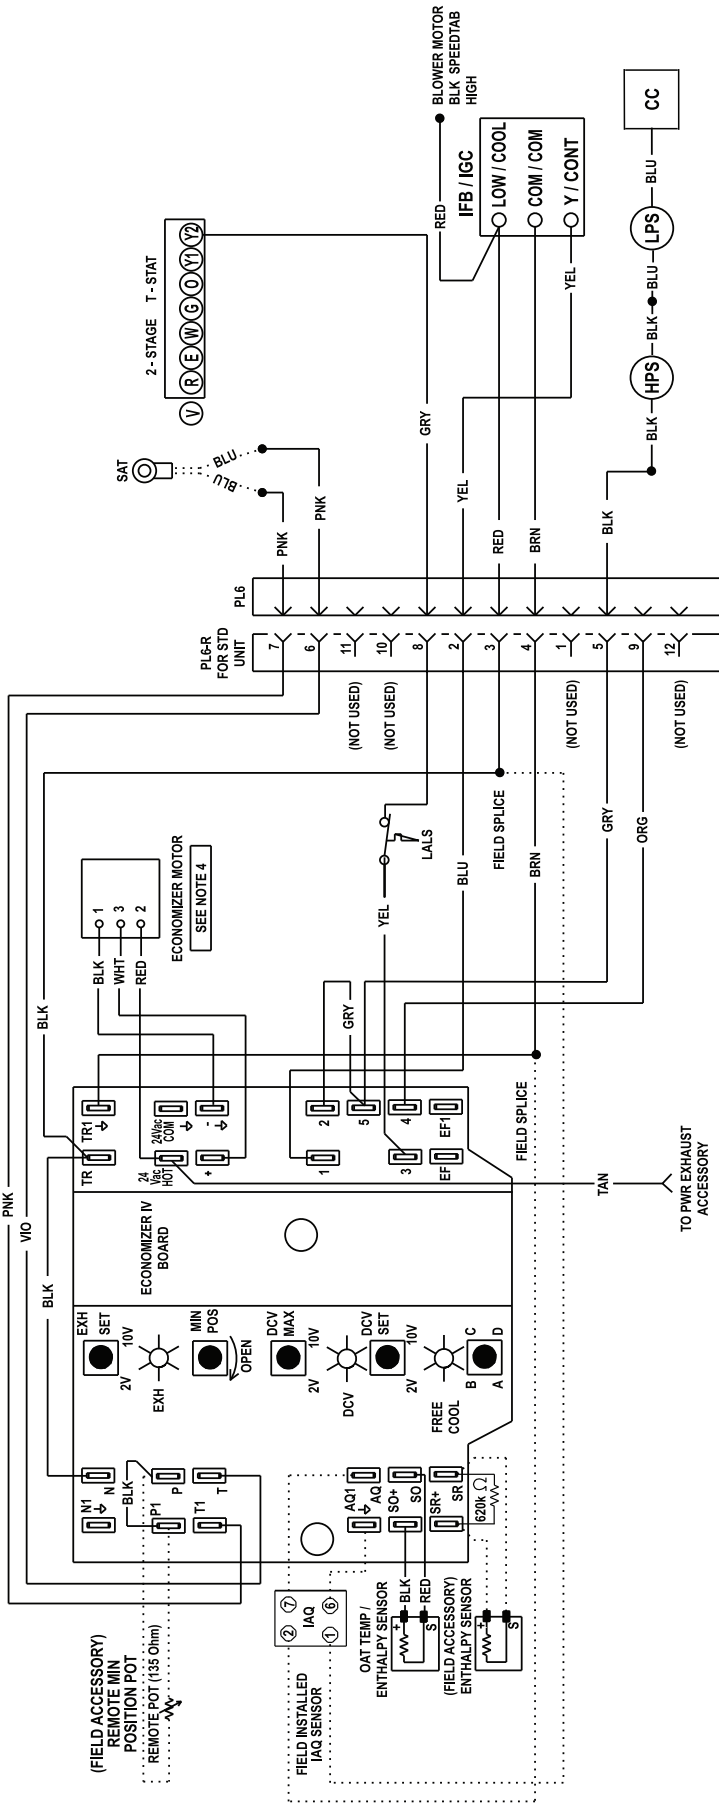 BLOWER MOTOR
BLK SPEEDTAB
HIGH
RED
IFB / IGC
LOW / COOL
COM / COM
Y / CONT
YEL
CC
BLU
LPS
BLU
BLK
HPS
BLK
2 - STAGE T - STAT
V R E W G O Y1 Y2
SAT
BLU
BLU
PNK
PNK
GRY
YEL
RED
BRN
BLK
PL6
PL6-R
FOR STD
UNIT
7
6
11
10
8
2
3
4
1
5
9
12
(NOT USED)
(NOT USED)
(NOT USED)
(NOT USED)
PNK
VIO
BLK
BLK
ECONOMIZER MOTOR
SEE NOTE 4
1
3
2
BLK
WHT
RED
LALS
YEL
BLU
FIELD SPLICE
BRN
GRY
ORG
GRY
FIELD SPLICE
TAN
TO PWR EXHAUST
ACCESSORY
TR1
TR
24Vac
COM
24
Vac
HOT
-
+
2
1
5
4
3
EF1
EF
ECONOMIZER IV
BOARD
EXH
SET
2V
10V
EXH
MIN
POS
OPEN
DCV
MAX
2V
10V
DCV
DCV
SET
2V
10V
FREE
COOL
B
C
A
D
N1
N
P1
P
T1
T
BLK
AQ1
AQ
SO+
SO
SR+
SR
620k Ω
(FIELD ACCESSORY)
REMOTE MIN
POSITION POT
REMOTE POT (135 Ohm)
FIELD INSTALLED
IAQ SENSOR
IAQ
2
7
1
6
OAT TEMP /
ENTHALPY SENSOR
+
S
BLK
RED
(FIELD ACCESSORY)
ENTHALPY SENSOR
+
S